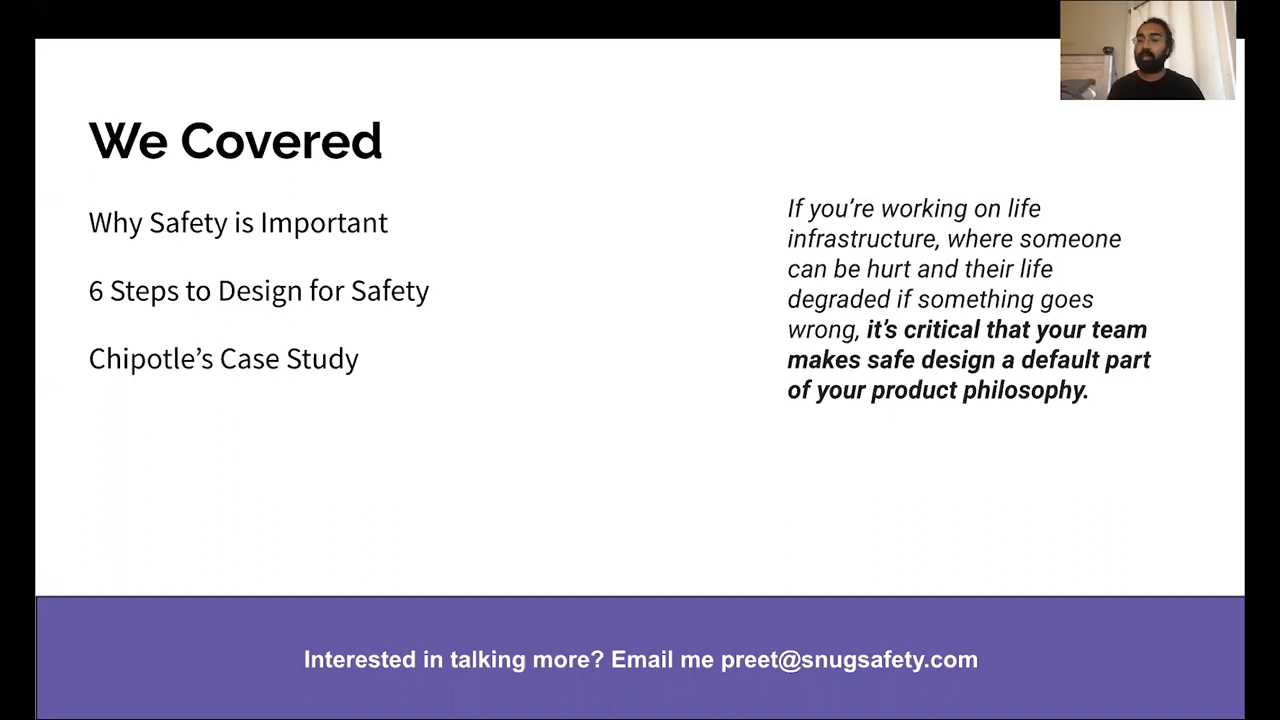 We Covered
Why Safety is Important
6 Steps to Design for Safety
Chipotle’s Case Study
If you’re working on life
infrastructure, where someone
can be hurt and their life
degraded if something goes
wrong, it’s critical that your team
makes safe design a default part
of your product philosophy.
Interested in talking more? Email me preet@snugsafety.com